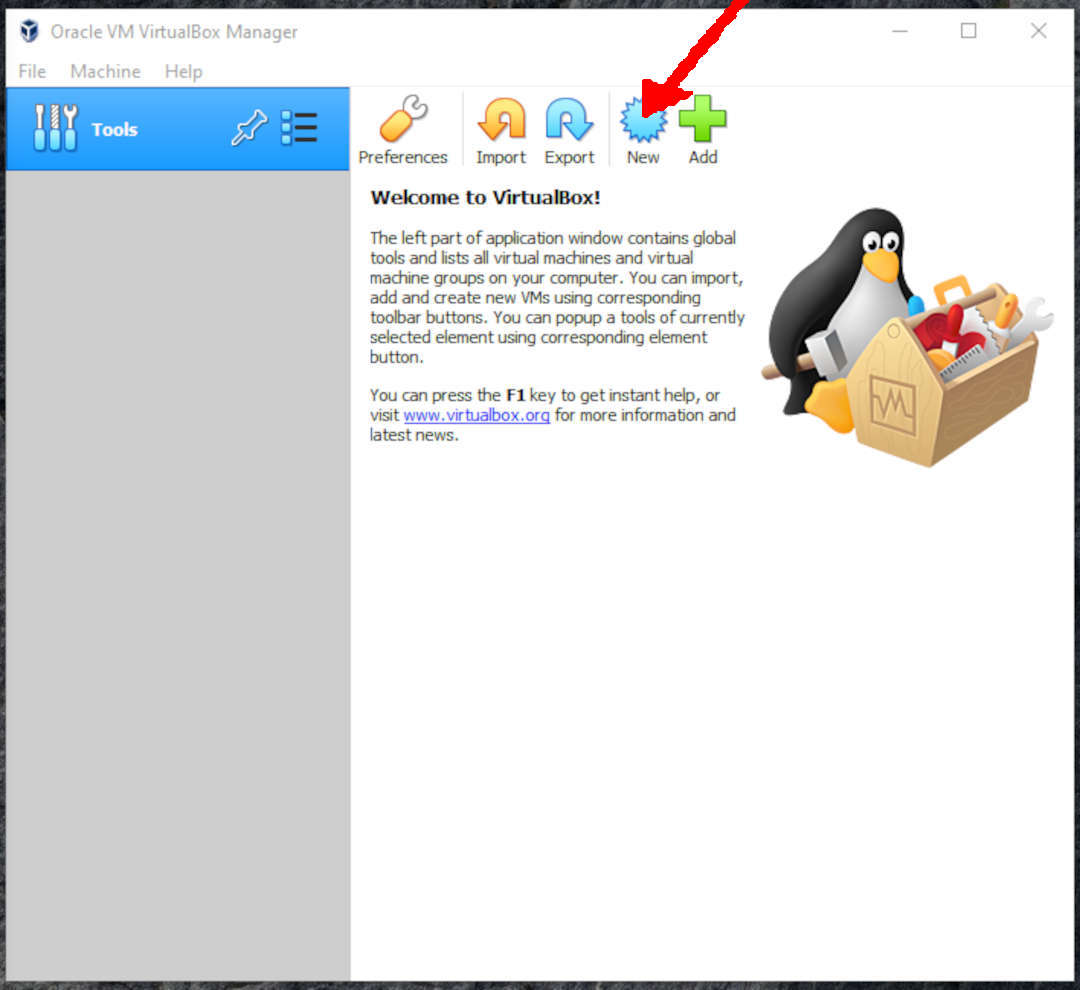 Oracle VM VirtualBox Manager
File Machine Help
Tools
Preferences Import Export New Add
Welcome to VirtualBox!
The left part of application window contains global
tools and lists all virtual machines and virtual
machine groups on your computer. You can import,
add and create new VMs using corresponding
toolbar buttons. You can popup a tools of currently
selected element using corresponding element
button.
You can press the F1 key to get instant help, or
visit www.virtualbox.org for more information and
latest news.